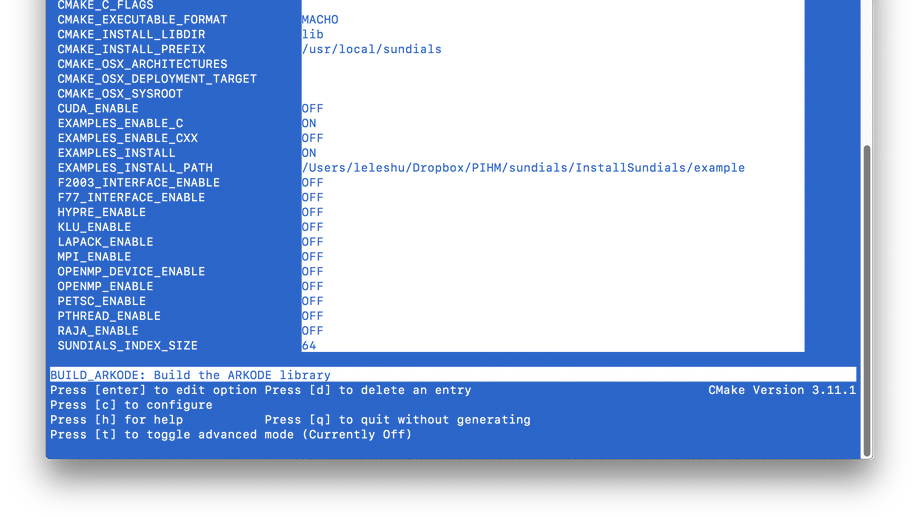 CMAKE_C_FLAGS
CMAKE_EXECUTABLE_FORMAT MACHO
CMAKE_INSTALL_LIBDIR lib
CMAKE_INSTALL_PREFIX /usr/local/sundials
CMAKE_OSX_ARCHITECTURES
CMAKE_OSX_DEPLOYMENT_TARGET
CMAKE_OSX_SYSROOT
CUDA_ENABLE OFF
EXAMPLES_ENABLE_C ON
EXAMPLES_ENABLE_CXX OFF
EXAMPLES_INSTALL ON
EXAMPLES_INSTALL_PATH /Users/leleshu/Dropbox/PIHM/sundials/InstallSundials/example
F2003_INTERFACE_ENABLE OFF
F77_INTERFACE_ENABLE OFF
HYPRE_ENABLE OFF
KLU_ENABLE OFF
LAPACK_ENABLE OFF
MPI_ENABLE OFF
OPENMP_DEVICE_ENABLE OFF
OPENMP_ENABLE OFF
PETSC_ENABLE OFF
PTHREAD_ENABLE OFF
RAJA_ENABLE OFF
SUNDIALS_INDEX_SIZE 64
BUILD_ARKODE: Build the ARKODE library
Press [enter] to edit option Press [d] to delete an entry CMake Version 3.11.1
Press [c] to configure
Press [h] for help Press [q] to quit without generating
Press [t] to toggle advanced mode (Currently Off)